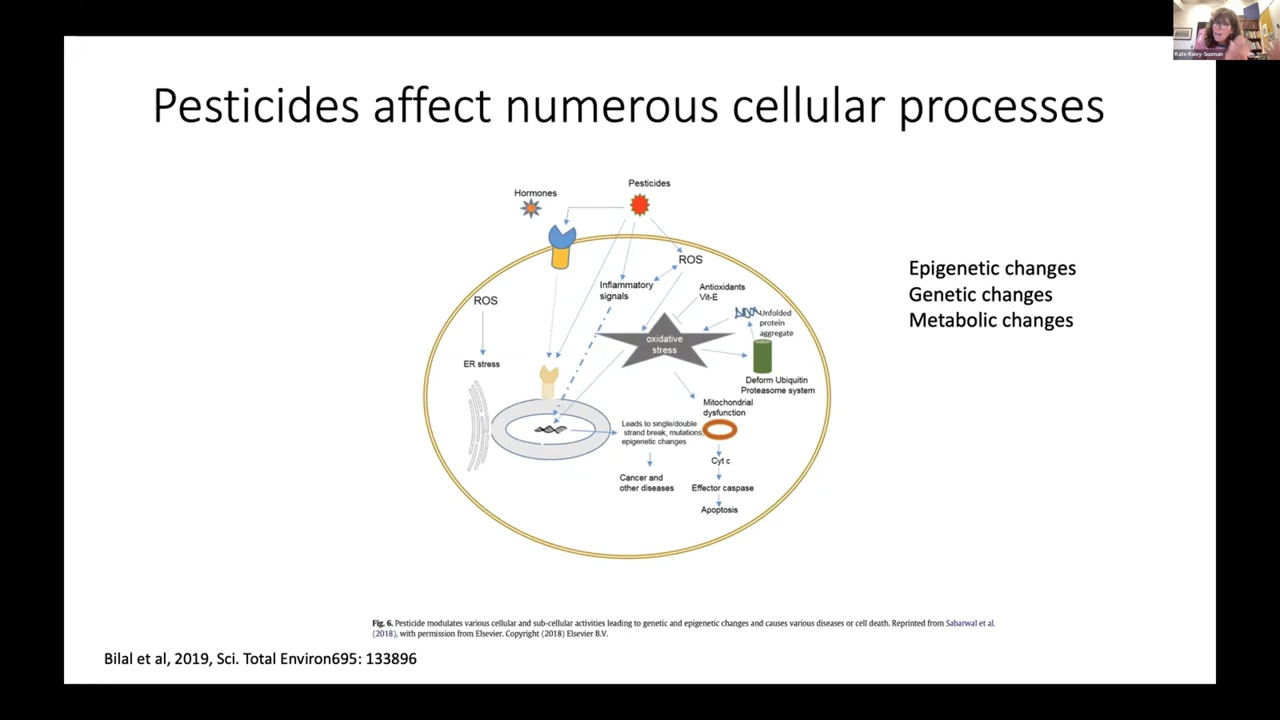 Kate Raley-Susman
Pesticides affect numerous cellular processes
Pesticides
Hormones
ROS
Inflammatory
signals
Antioxidants
Vit-E
ROS
Unfolded
protein
aggregate
oxidative
stress
ER stress
Deform Ubiquitin
Proteasome system
Mitochondrial
dysfunction
Leads to single/double
strand break, mutations,
epigenetic changes
Cyt c
Cancer and
other diseases
Effector caspase
Apoptosis
Epigenetic changes
Genetic changes
Metabolic changes
Fig. 6. Pesticide modulates various cellular and sub-cellular activities leading to genetic and epigenetic changes and causes various diseases or cell death. Reprinted from Sabarwal et al.
(2018), with permission from Elsevier. Copyright (2018) Elsevier B.V.
Bilal et al, 2019, Sci. Total Environ695: 133896